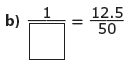 b) 1/□ = 12.5/50